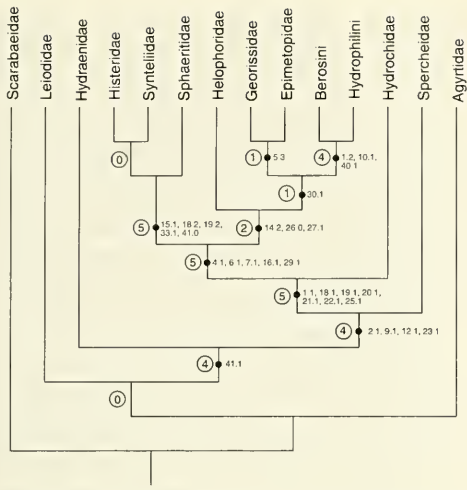 Scarabaeidae
Leiodidae
Hydraenidae
Histeridae
Synteliidae
Sphaeritidae
Helophoridae
Georissidae
Epimetopidae
Berosini
Hydrophilini
Hydrochidae
Spercheidae
Agyrtidae
0
1
5 3
4
1.2, 10.1,
40 1
1
30.1
5
15.1, 18 2, 19 2,
33.1, 41.0
2
14 2, 26 0, 27.1
5
4 1, 6 1, 7.1, 16.1, 29 1
5
1 1, 18 1, 19 1, 20 1,
21.1, 22.1, 25.1
4
2 1, 9.1, 12 1, 23 1
4
41.1
0